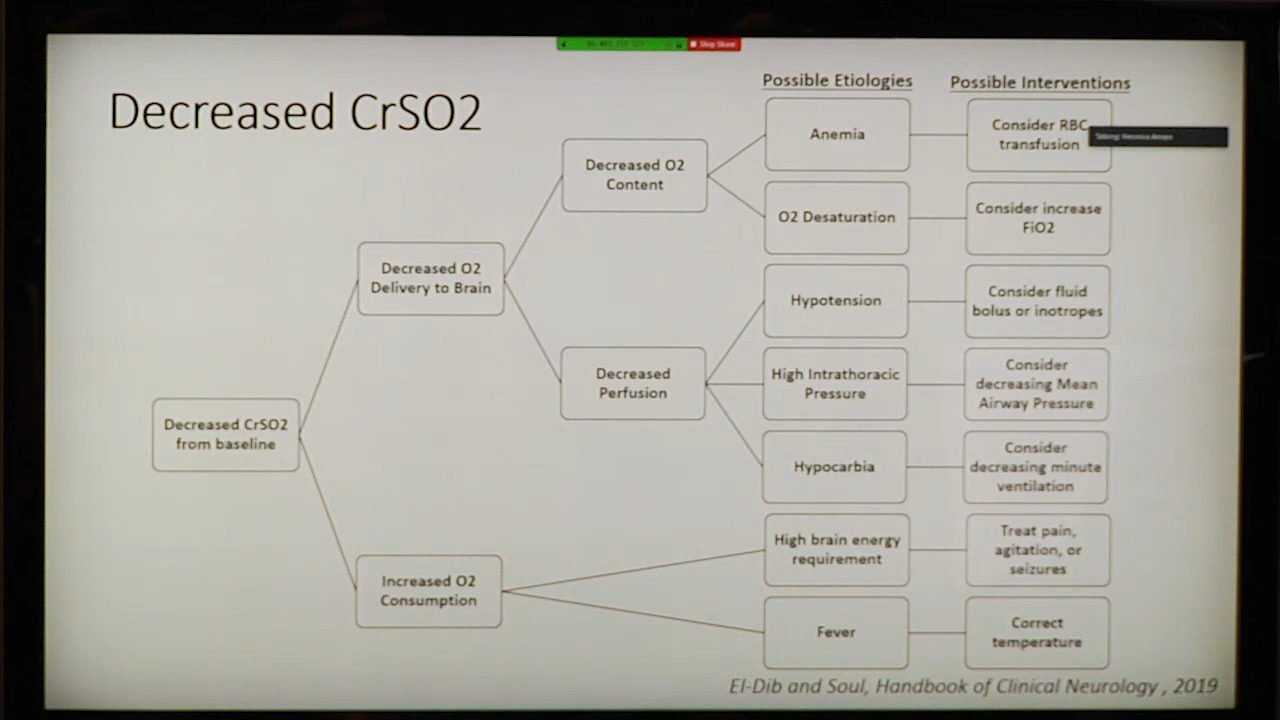 Stop Share
Decreased CrSO2
Possible Etiologies
Possible Interventions
Decreased CrSO2
from baseline
Decreased O2
Delivery to Brain
Decreased O2
Content
Anemia
Consider RBC
transfusion
Talking: Veronica
O2 Desaturation
Consider increase
FiO2
Decreased
Perfusion
Hypotension
Consider fluid
bolus or inotropes
High Intrathoracic
Pressure
Consider
decreasing Mean
Airway Pressure
Hypocarbia
Consider
decreasing minute
ventilation
Increased O2
Consumption
High brain energy
requirement
Treat pain,
agitation, or
seizures
Fever
Correct
temperature
El-Dib and Soul, Handbook of Clinical Neurology , 2019